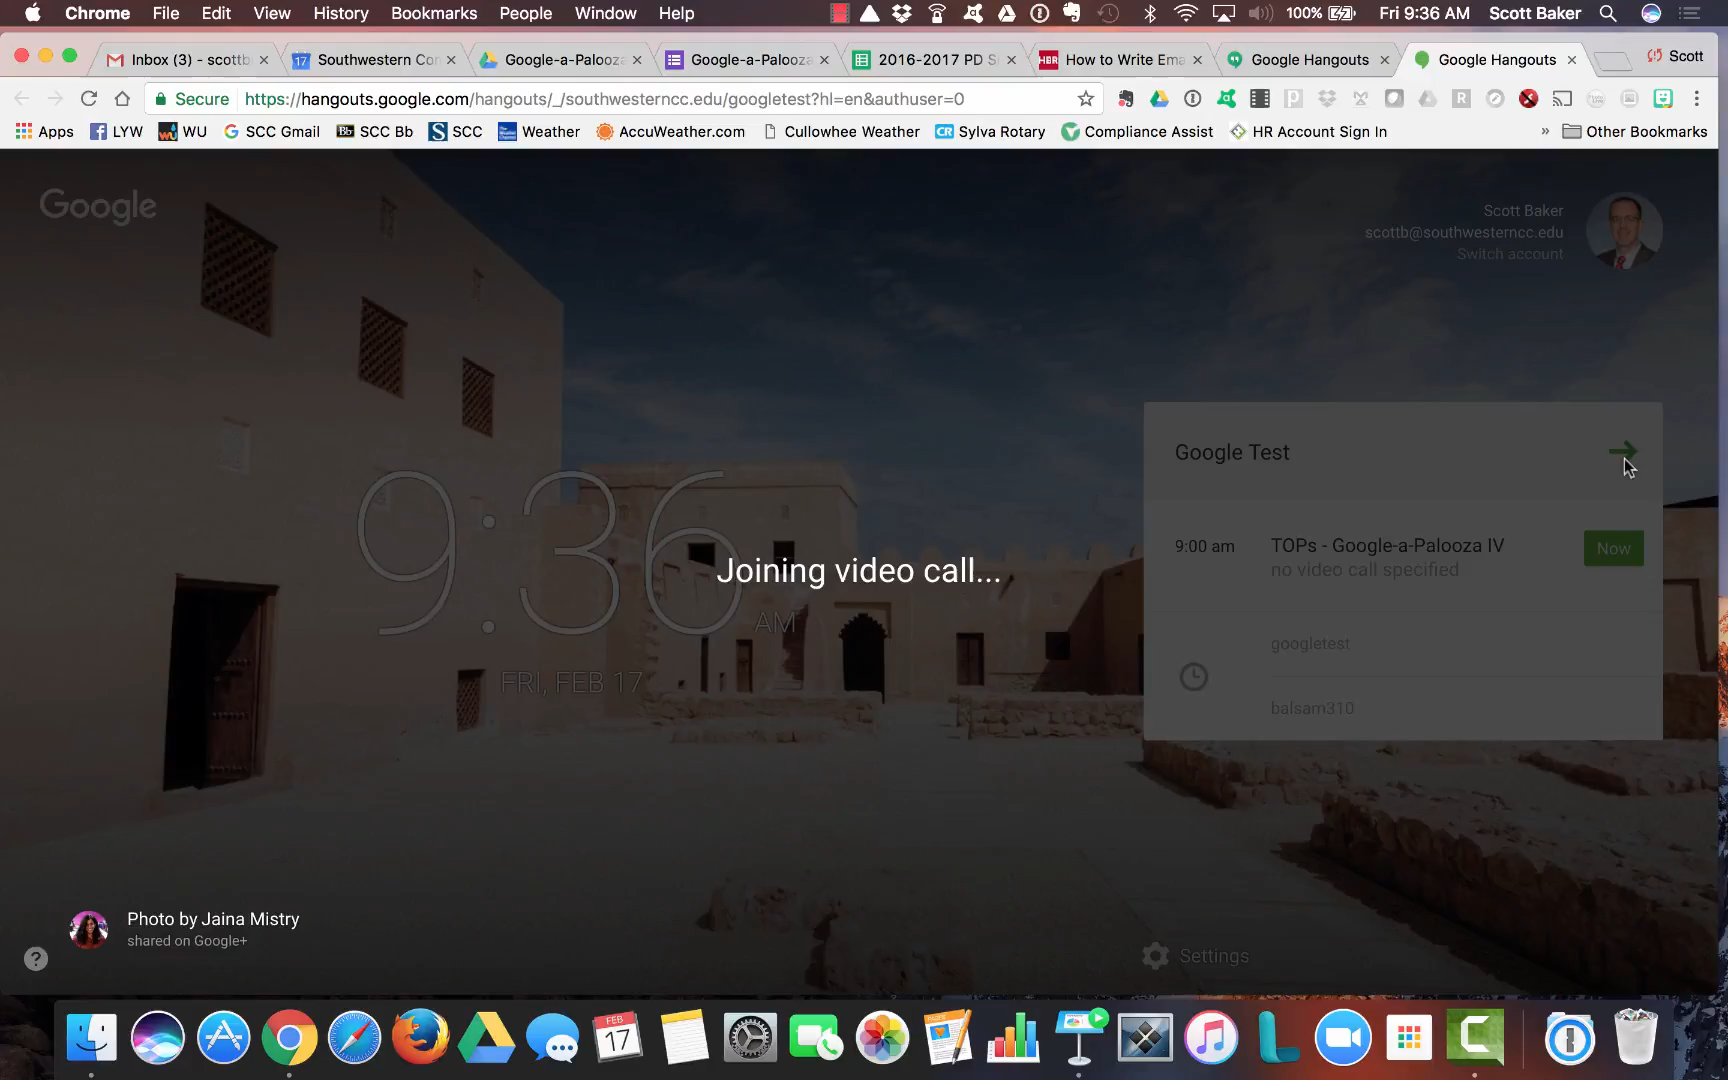 Chrome File Edit View History Bookmarks People Window Help 100% Fri 9:36 AM Scott Baker
Inbox (3) - scottb Southwestern Con Google-a-Palooza Google-a-Palooza 2016-2017 PD S How to Write Ema Google Hangouts Google Hangouts Scott
Secure https://hangouts.google.com/hangouts/_/southwesterncc.edu/googletest?hl=en&authuser=0
Apps LYW WU SCC Gmail Bb SCC Bb S SCC Weather AccuWeather.com Cullowhee Weather CR Sylva Rotary Compliance Assist HR Account Sign In » Other Bookmarks
Google
Scott Baker
scottb@southwesterncc.edu
Switch account
Google Test
9:00 am TOPs - Google-a-Palooza IV Now
no video call specified
googletest
balsam310
9:36
AM
FRI, FEB 17
Joining video call...
Photo by Jaina Mistry
shared on Google+
Settings
FEB
17